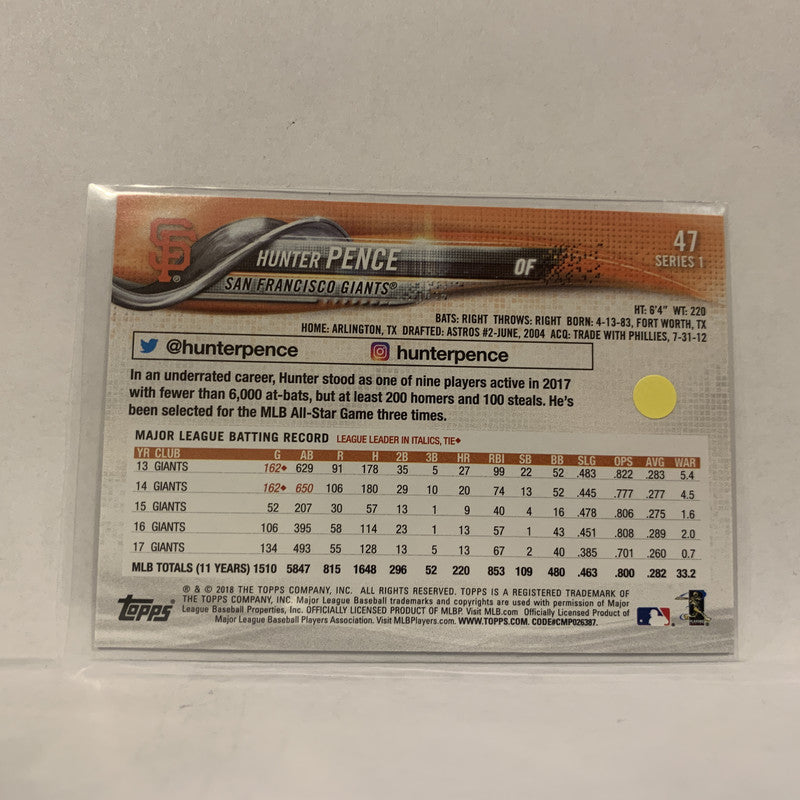 SF®
HUNTER PENCE OF
SAN FRANCISCO GIANTS®
47
SERIES 1
HT: 6'4" WT: 220
BATS: RIGHT THROWS: RIGHT BORN: 4-13-83, FORT WORTH, TX
HOME: ARLINGTON, TX DRAFTED: ASTROS #2-JUNE, 2004 ACQ: TRADE WITH PHILLIES, 7-31-12
@hunterpence hunterpence
In an underrated career, Hunter stood as one of nine players active in 2017
with fewer than 6,000 at-bats, but at least 200 homers and 100 steals. He's
been selected for the MLB All-Star Game three times.
MAJOR LEAGUE BATTING RECORD LEAGUE LEADER IN ITALICS, TIE♦
YR CLUB G AB R H 2B 3B HR RBI SB BB SLG OPS AVG WAR
13 GIANTS 162♦ 629 91 178 35 5 27 99 22 52 .483 .822 .283 5.4
14 GIANTS 162♦ 650 106 180 29 10 20 74 13 52 .445 .777 .277 4.5
15 GIANTS 52 207 30 57 13 1 9 40 4 16 .478 .806 .275 1.6
16 GIANTS 106 395 58 114 23 1 13 57 1 43 .451 .808 .289 2.0
17 GIANTS 134 493 55 128 13 5 13 67 2 40 .385 .701 .260 0.7
MLB TOTALS (11 YEARS) 1510 5847 815 1648 296 52 220 853 109 480 .463 .800 .282 33.2
® & © 2018 THE TOPPS COMPANY, INC. ALL RIGHTS RESERVED. TOPPS IS A REGISTERED TRADEMARK OF
THE TOPPS COMPANY, INC. Major League Baseball trademarks and copyrights are used with permission of Major
League Baseball Properties, Inc. OFFICIALLY LICENSED PRODUCT OF MLBP. Visit MLB.com Officially Licensed Product of
Major League Baseball Players Association. Visit MLBPlayers.com. WWW.TOPPS.COM. CODE#CMP026387.
TOPPS®